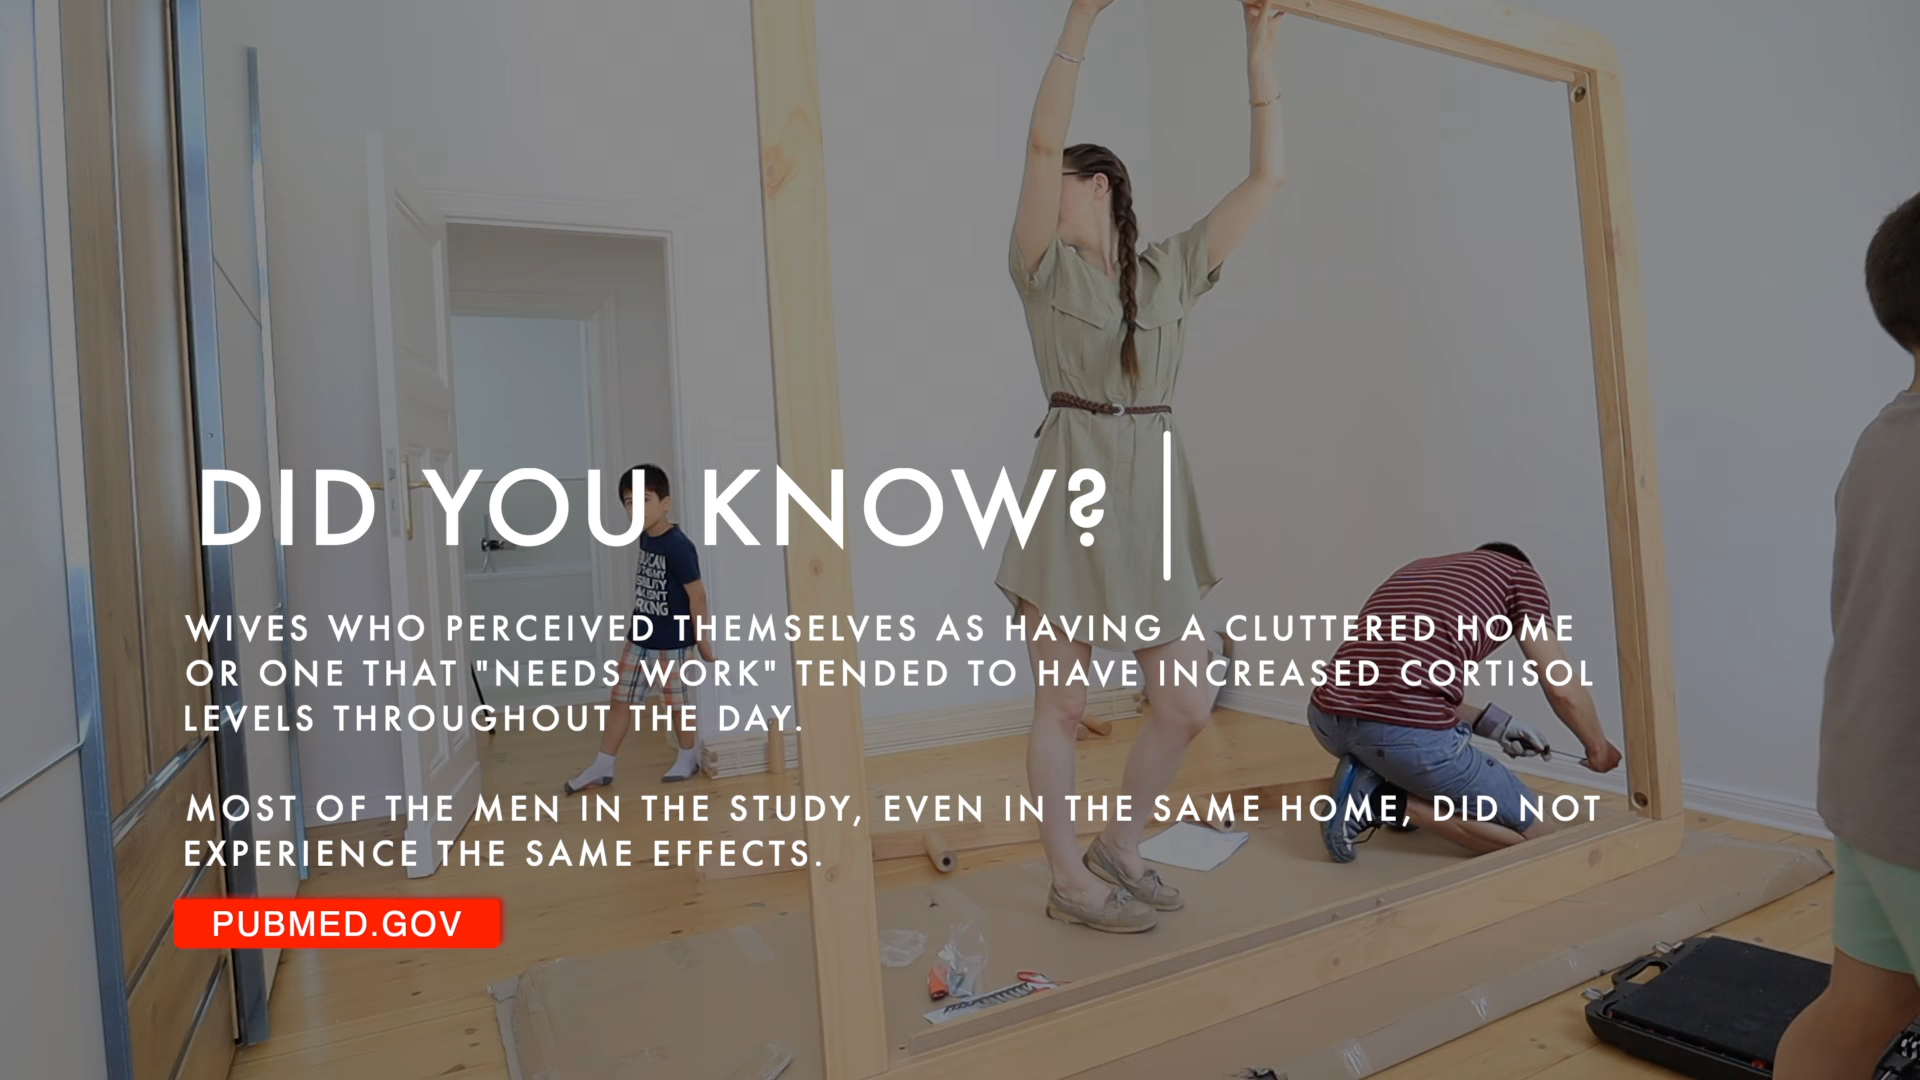 DID YOU KNOW?
WIVES WHO PERCEIVED THEMSELVES AS HAVING A CLUTTERED HOME
OR ONE THAT "NEEDS WORK" TENDED TO HAVE INCREASED CORTISOL
LEVELS THROUGHOUT THE DAY.
MOST OF THE MEN IN THE STUDY, EVEN IN THE SAME HOME, DID NOT
EXPERIENCE THE SAME EFFECTS.
PUBMED.GOV